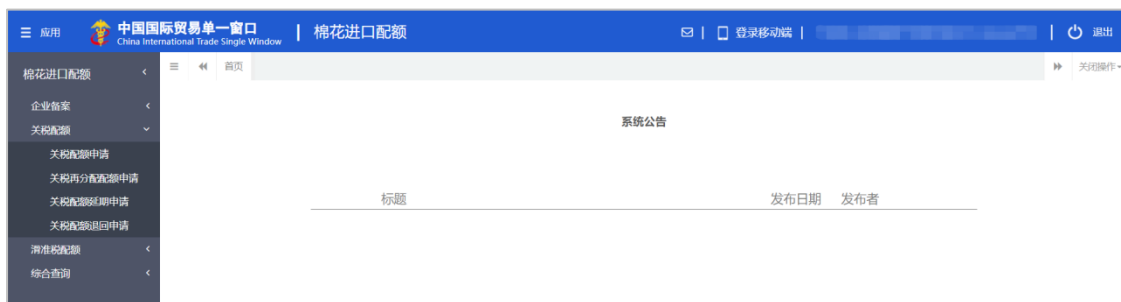 应用 中国国际贸易单一窗口 棉花进口配额 登录移动端 退出
China International Trade Single Window
棉花进口配额 首页 关闭操作
企业备案
关税配额
系统公告
关税配额申请
关税再分配配额申请
关税配额延期申请
标题 发布日期 发布者
关税配额退回申请
滑准税配额
综合查询